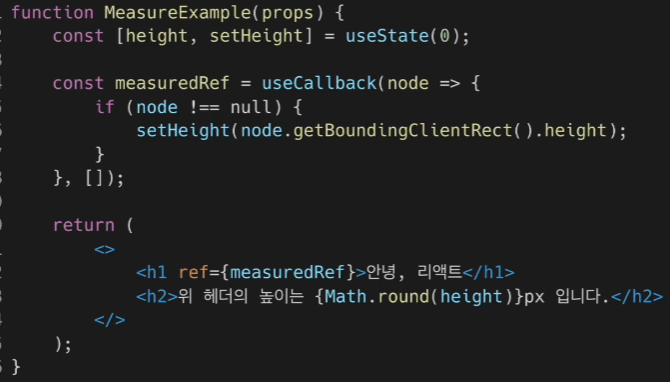 function MeasureExample(props) {
    const [height, setHeight] = useState(0);

    const measuredRef = useCallback(node => {
        if (node !== null) {
            setHeight(node.getBoundingClientRect().height);
        }
    }, []);

    return (
        <>
            <h1 ref={measuredRef}>안녕, 리액트</h1>
            <h2>위 헤더의 높이는 {Math.round(height)}px 입니다.</h2>
        </>
    );
}